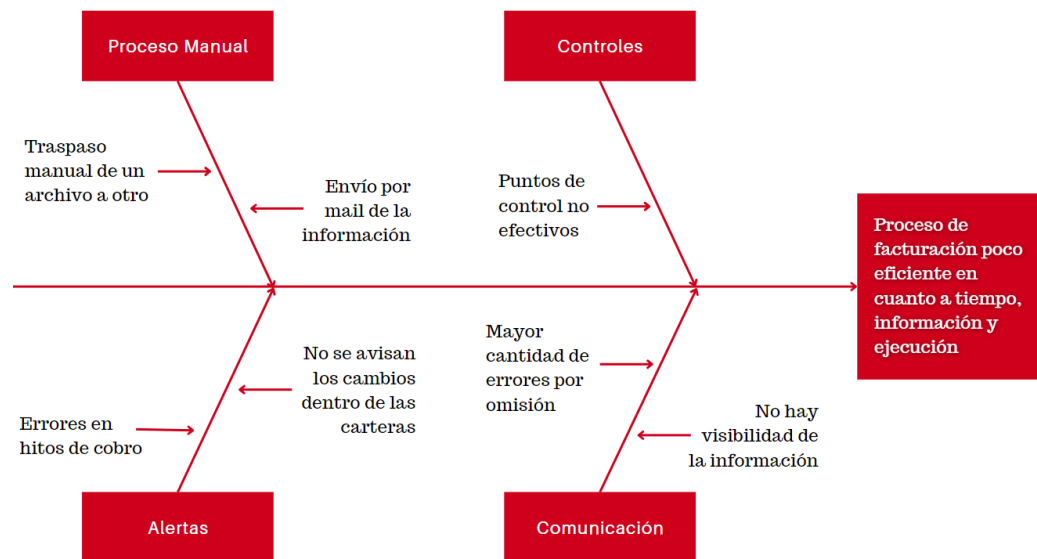 Proceso Manual
Controles
Traspaso
manual de un
archivo a otro
Envío por
mail de la
información
Puntos de
control no
efectivos
Proceso de
facturación poco
eficiente en
cuanto a tiempo,
información y
ejecución
Errores en
hitos de cobro
No se avisan
los cambios
dentro de las
carteras
Mayor
cantidad de
errores por
omisión
No hay
visibilidad de
la información
Alertas
Comunicación